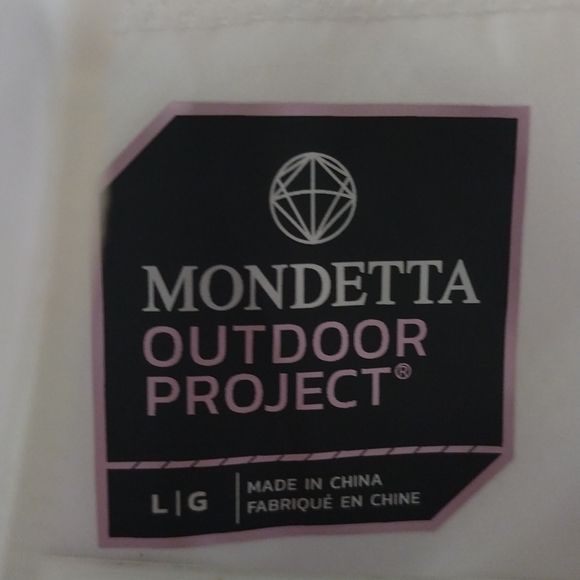 MONDETTA
OUTDOOR
PROJECT®
L|G
MADE IN CHINA
FABRIQUÉ EN CHINE